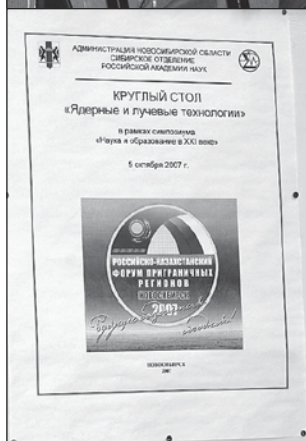 АДМИНИСТРАЦИЯ НОВОСИБИРСКОЙ ОБЛАСТИ
СИБИРСКОЕ ОТДЕЛЕНИЕ
РОССИЙСКОЙ АКАДЕМИИ НАУК
КРУГЛЫЙ СТОЛ
«Ядерные и лучевые технологии»
в рамках симпозиума
«Наука и образование в XXI веке»
5 октября 2007 г.
РОССИЙСКО-КАЗАХСТАНСКИЙ
ФОРУМ ПРИГРАНИЧНЫХ
РЕГИОНОВ
НОВОСИБИРСК
2007
НОВОСИБИРСК
2007